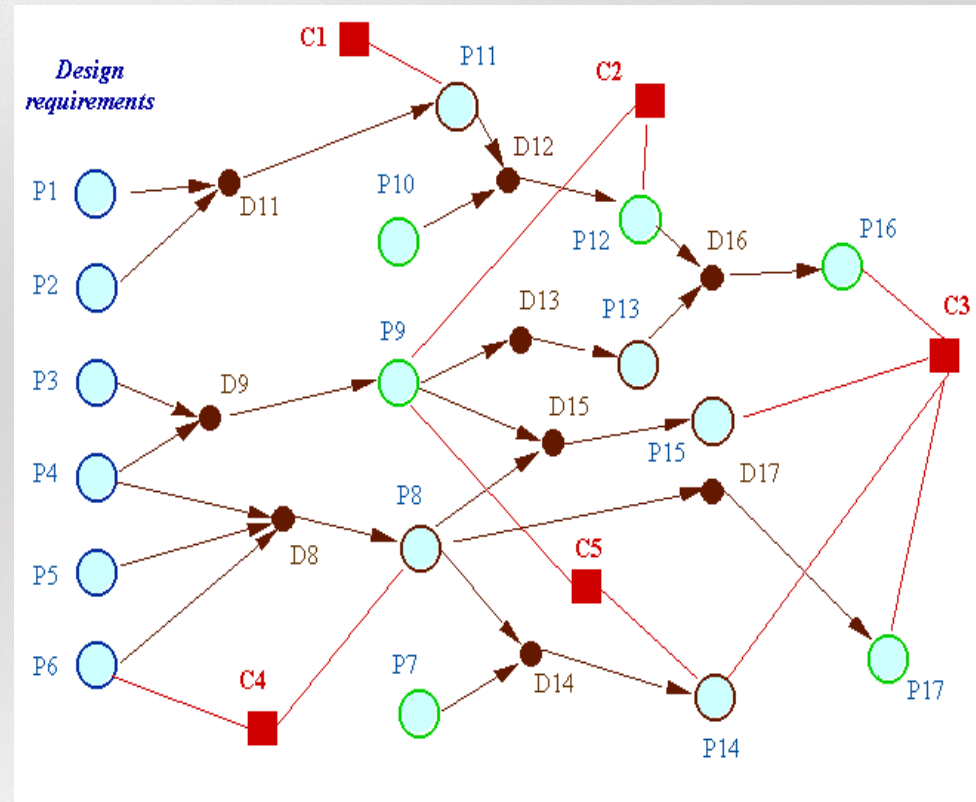 C1
P11
Design
requirements
C2
D12
P1
P10
D11
P12
D16
P16
P2
D13
P13
C3
P9
P3
D9
D15
P4
P15
D17
P8
D8
C5
P5
P6
P7
C4
D14
P17
P14